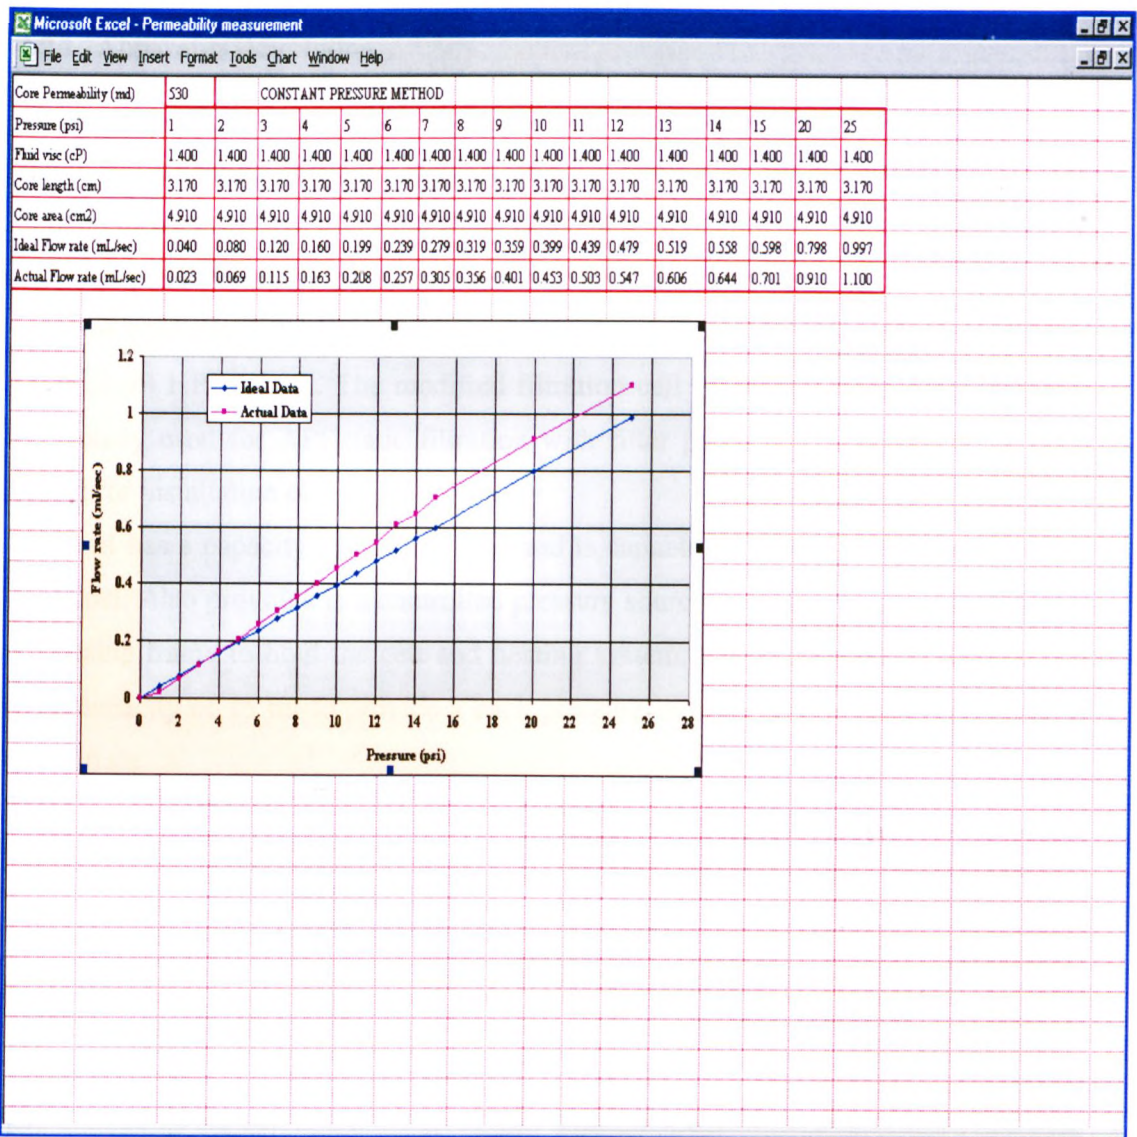 Microsoft Excel - Permeability measurement
File Edit View Insert Format Tools Chart Window Help
Core Permeability (md) 530 CONSTANT PRESSURE METHOD
Pressure (psi) 1 2 3 4 5 6 7 8 9 10 11 12 13 14 15 20 25
Fluid visc (cP) 1.400 1.400 1.400 1.400 1.400 1.400 1.400 1.400 1.400 1.400 1.400 1.400 1.400 1.400 1.400 1.400 1.400
Core length (cm) 3.170 3.170 3.170 3.170 3.170 3.170 3.170 3.170 3.170 3.170 3.170 3.170 3.170 3.170 3.170 3.170 3.170
Core area (cm2) 4.910 4.910 4.910 4.910 4.910 4.910 4.910 4.910 4.910 4.910 4.910 4.910 4.910 4.910 4.910 4.910 4.910
Ideal Flow rate (mL/sec) 0.040 0.080 0.120 0.160 0.199 0.239 0.279 0.319 0.359 0.399 0.439 0.479 0.519 0.558 0.598 0.798 0.997
Actual Flow rate (mL/sec) 0.023 0.069 0.115 0.163 0.208 0.257 0.305 0.356 0.401 0.453 0.503 0.547 0.606 0.644 0.701 0.910 1.100
Ideal Data
Actual Data
Flow rate (ml/sec)
1.2
1
0.8
0.6
0.4
0.2
0
0 2 4 6 8 10 12 14 16 18 20 22 24 26 28
Pressure (psi)